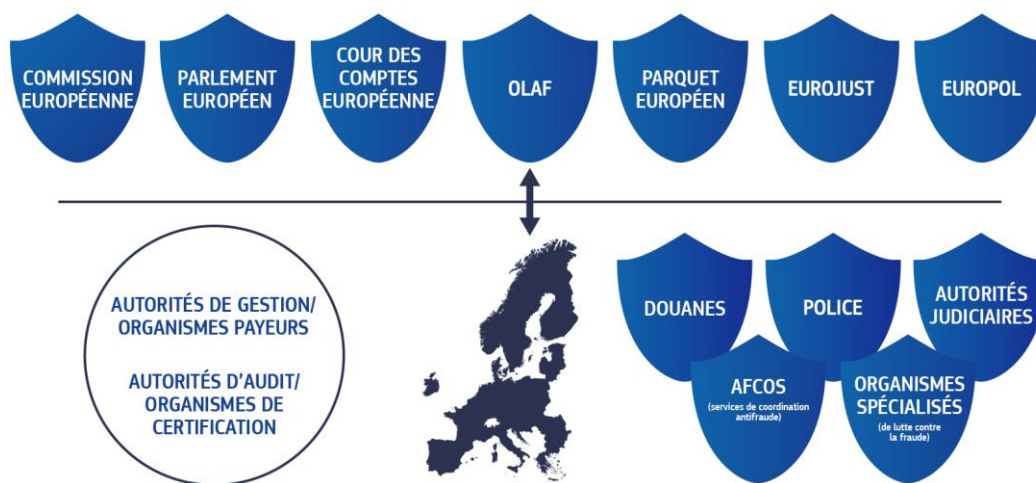 COMMISSION
EUROPÉENNE
PARLEMENT
EUROPÉEN
COUR DES
COMPTES
EUROPÉENNE
OLAF
PARQUET
EUROPÉEN
EUROJUST
EUROPOL
AUTORITÉS DE GESTION/
ORGANISMES PAYEURS
AUTORITÉS D’AUDIT/
ORGANISMES DE
CERTIFICATION
DOUANES
POLICE
AUTORITÉS
JUDICIAIRES
AFCOS
(services de coordination
antifraude)
ORGANISMES
SPÉCIALISÉS
(de lutte contre
la fraude)